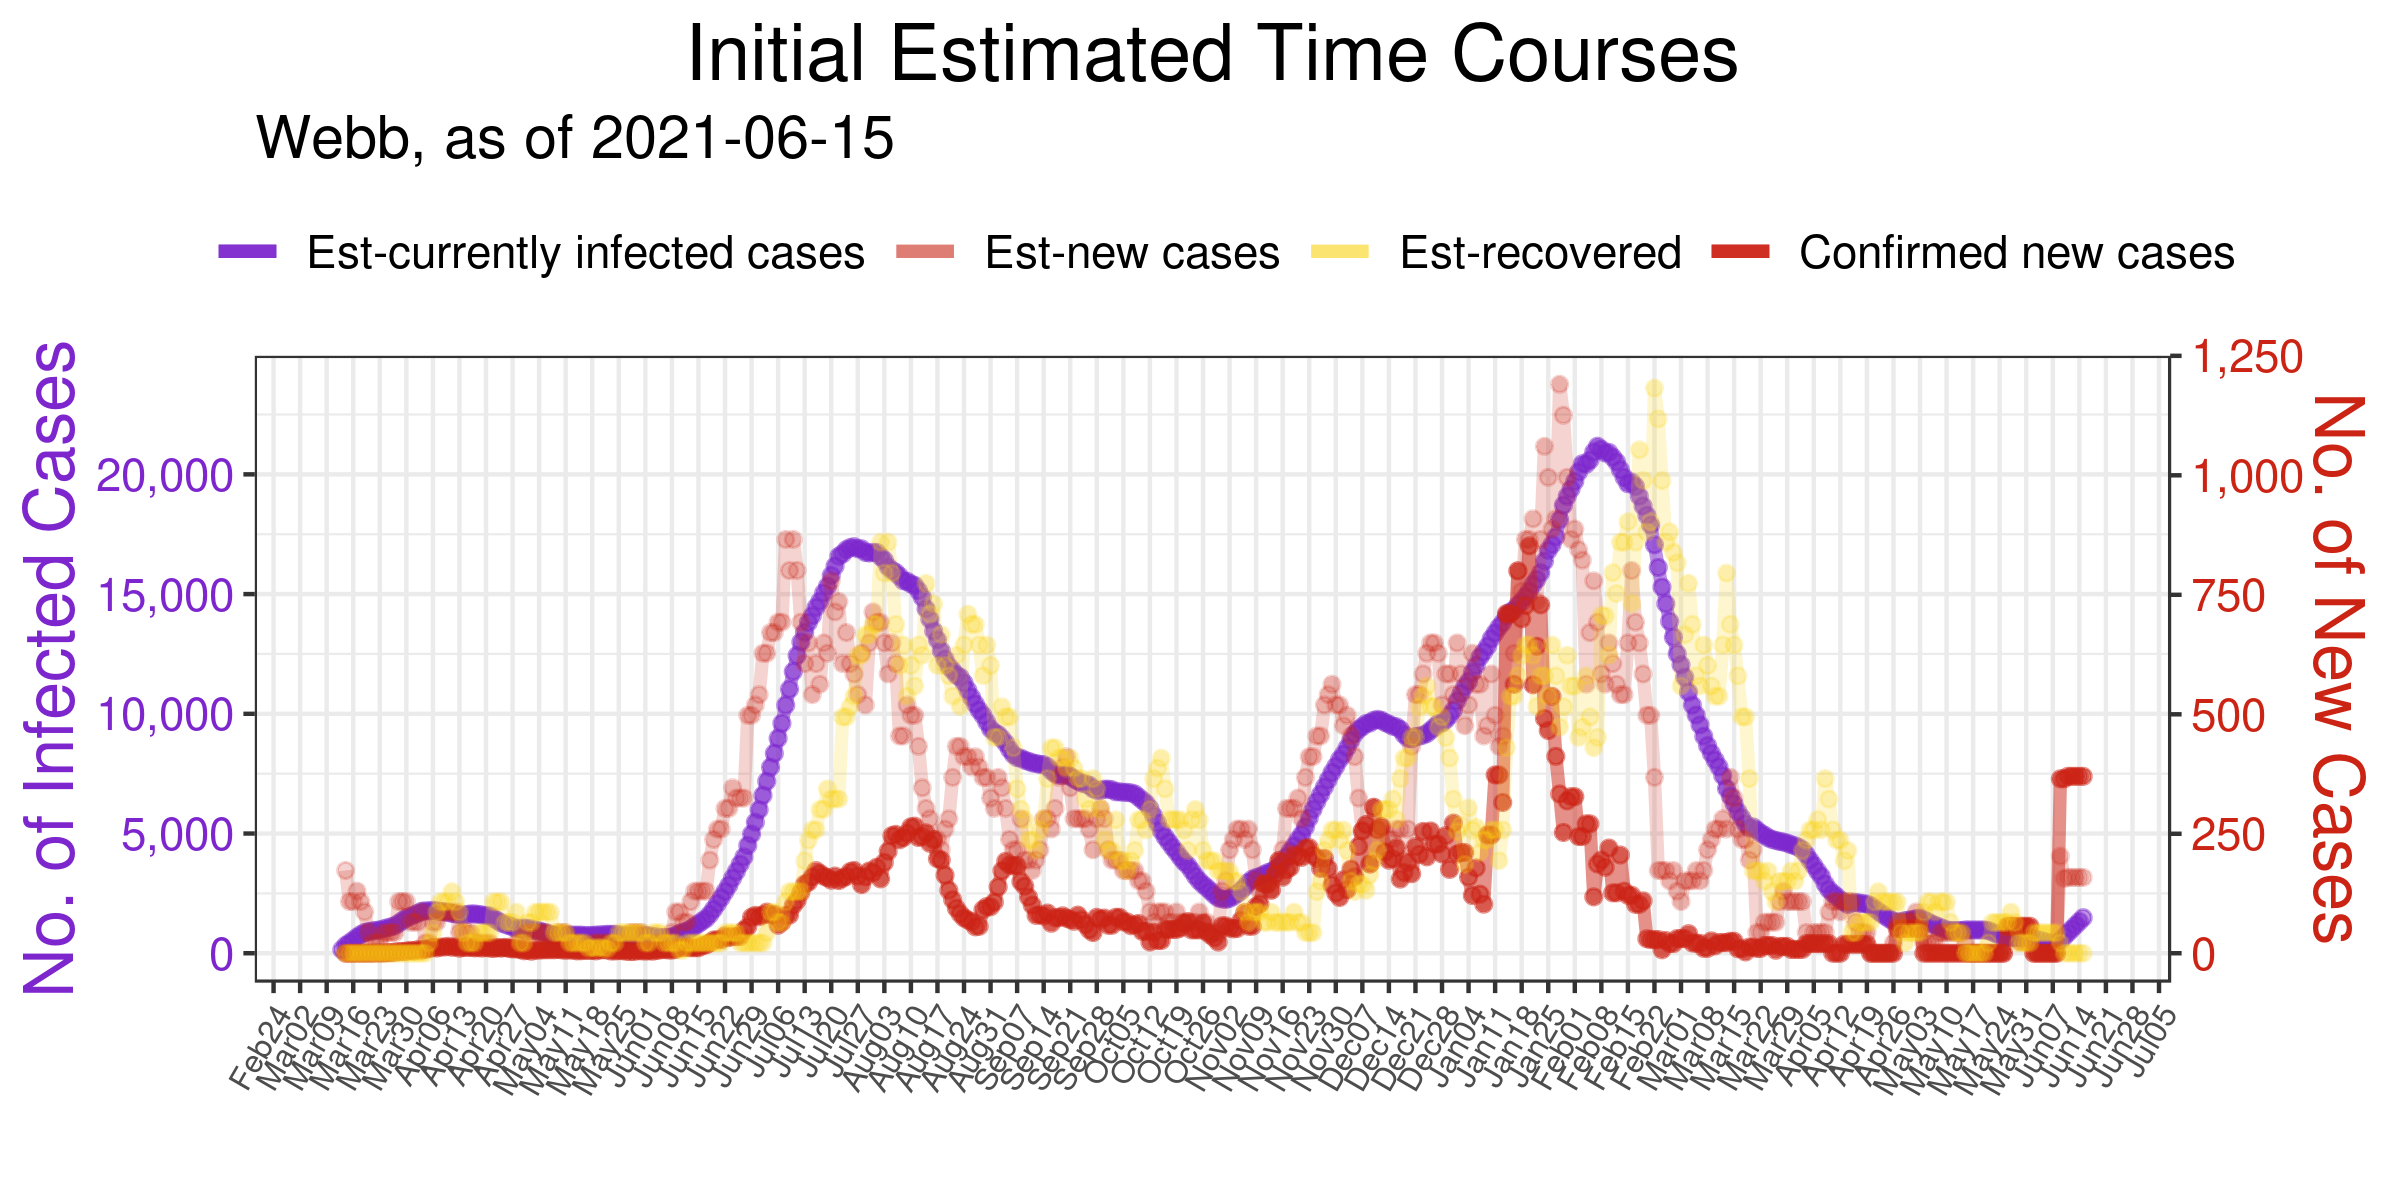 Initial Estimated Time Courses
Webb, as of 2021-06-15
Est-currently infected cases Est-new cases Est-recovered Confirmed new cases
No. of Infected Cases
20,000
15,000
10,000
5,000
0
1,250
1,000
750
500
250
0
No. of New Cases
Feb24
Mar02
Mar09
Mar16
Mar23
Mar30
Apr06
Apr13
Apr20
Apr27
May04
May11
May18
May25
Jun01
Jun08
Jun15
Jun22
Jun29
Jul06
Jul13
Jul20
Jul27
Aug03
Aug10
Aug17
Aug24
Aug31
Sep07
Sep14
Sep21
Sep28
Oct05
Oct12
Oct19
Oct26
Nov02
Nov09
Nov16
Nov23
Nov30
Dec07
Dec14
Dec21
Dec28
Dec04
Jan11
Jan18
Jan25
Feb01
Feb08
Feb15
Feb22
Mar01
Mar08
Mar15
Mar22
Mar29
Apr05
Apr12
Apr19
Apr26
May03
May10
May17
May24
May31
Jun07
Jun14
Jun21
Jun28
Jul05